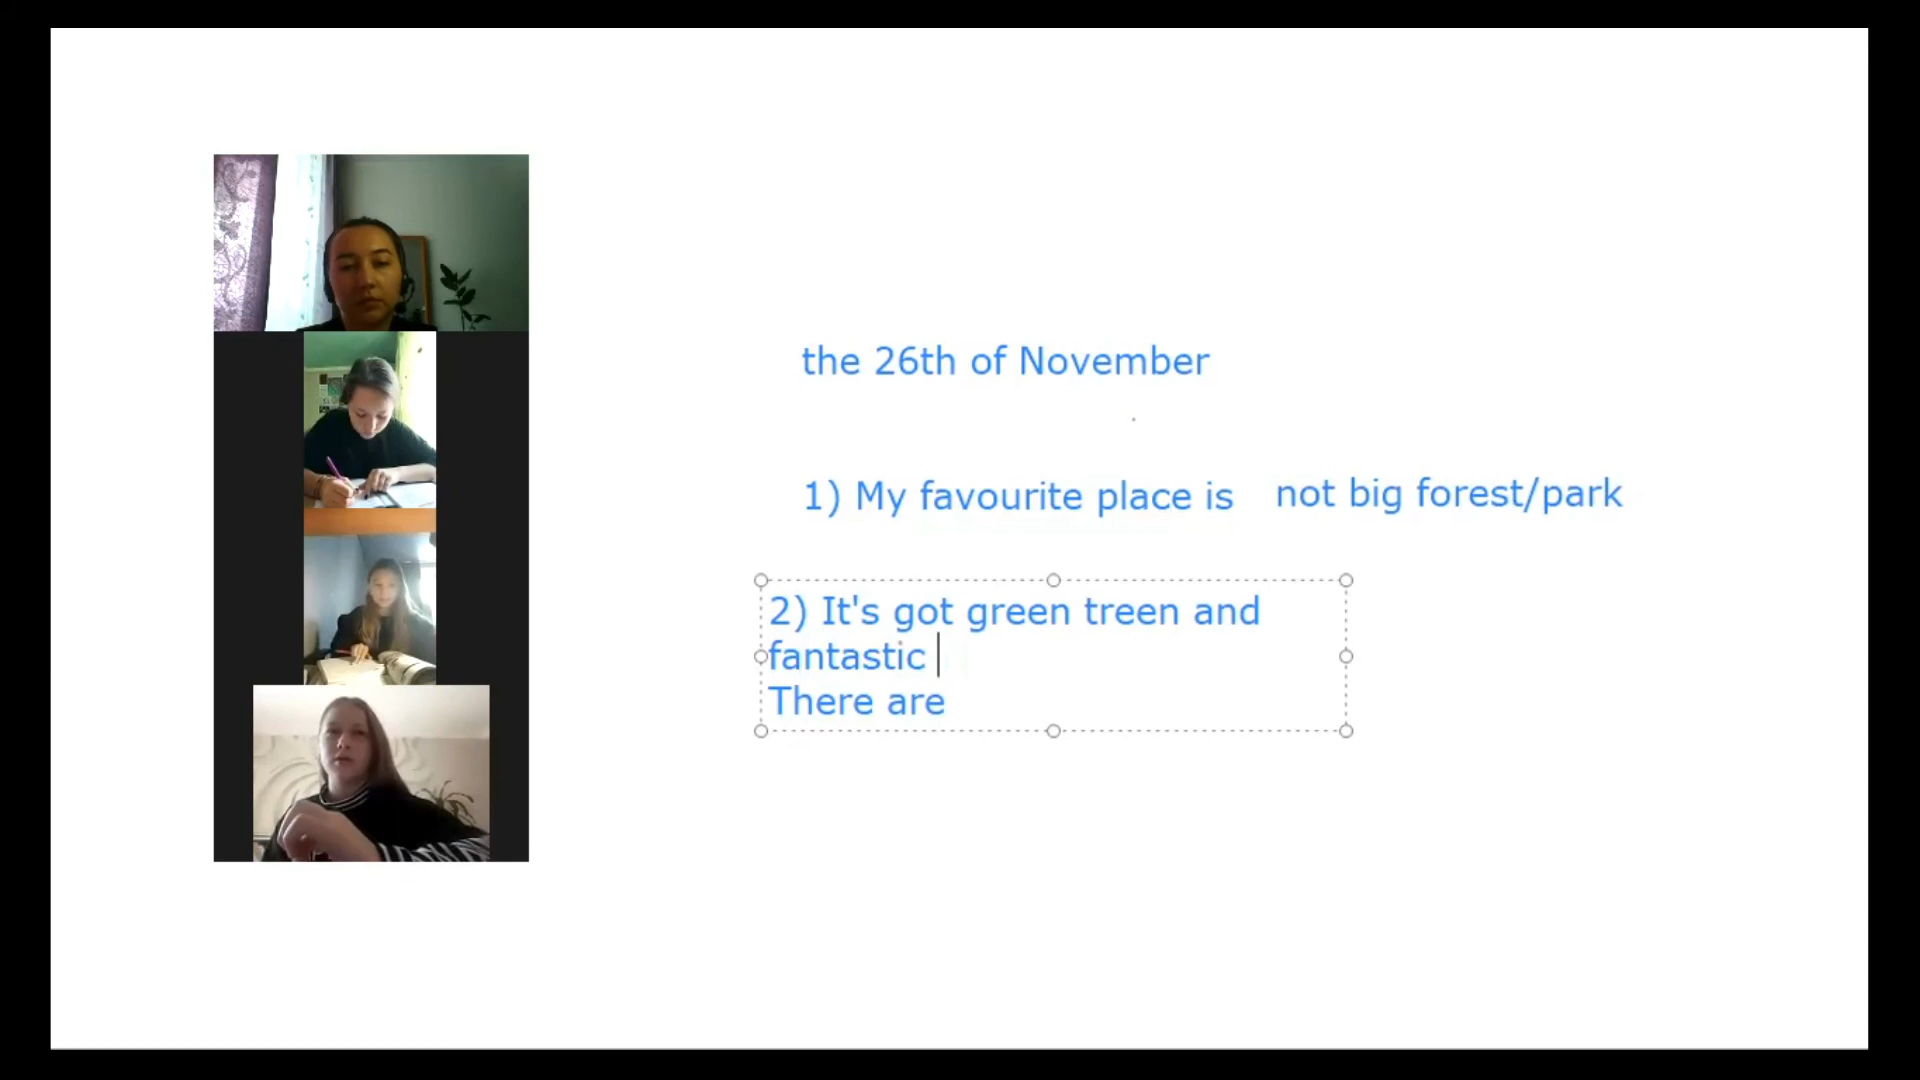 the 26th of November
1) My favourite place is not big forest/park
2) It's got green treen and
fantastic
There are